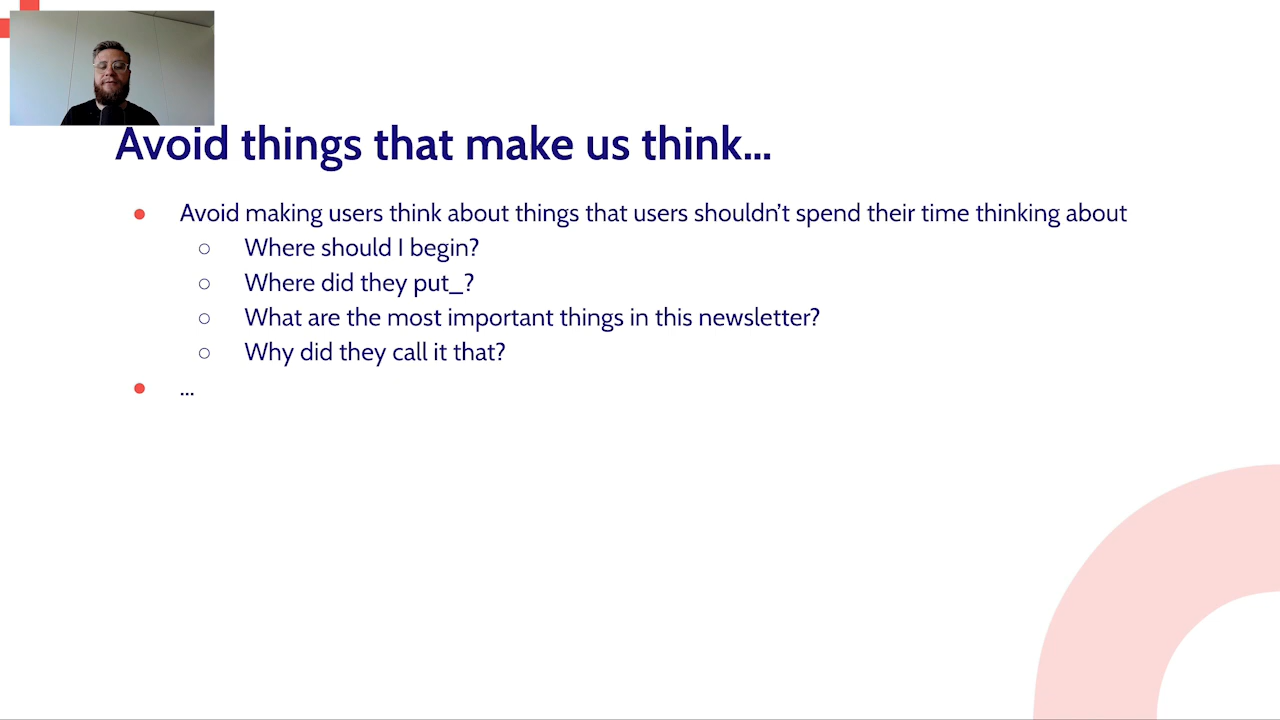 Avoid things that make us think...
● Avoid making users think about things that users shouldn't spend their time thinking about
○ Where should I begin?
○ Where did they put_?
○ What are the most important things in this newsletter?
○ Why did they call it that?
● ...